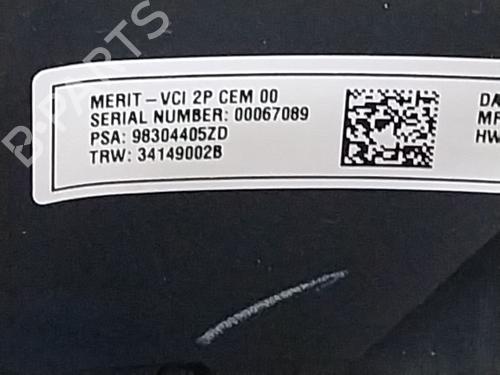 B-PARTS
MERIT-VCI 2P CEM 00
SERIAL NUMBER: 00067089
PSA: 98304405ZD
TRW: 34149002B
DA
MF
HW